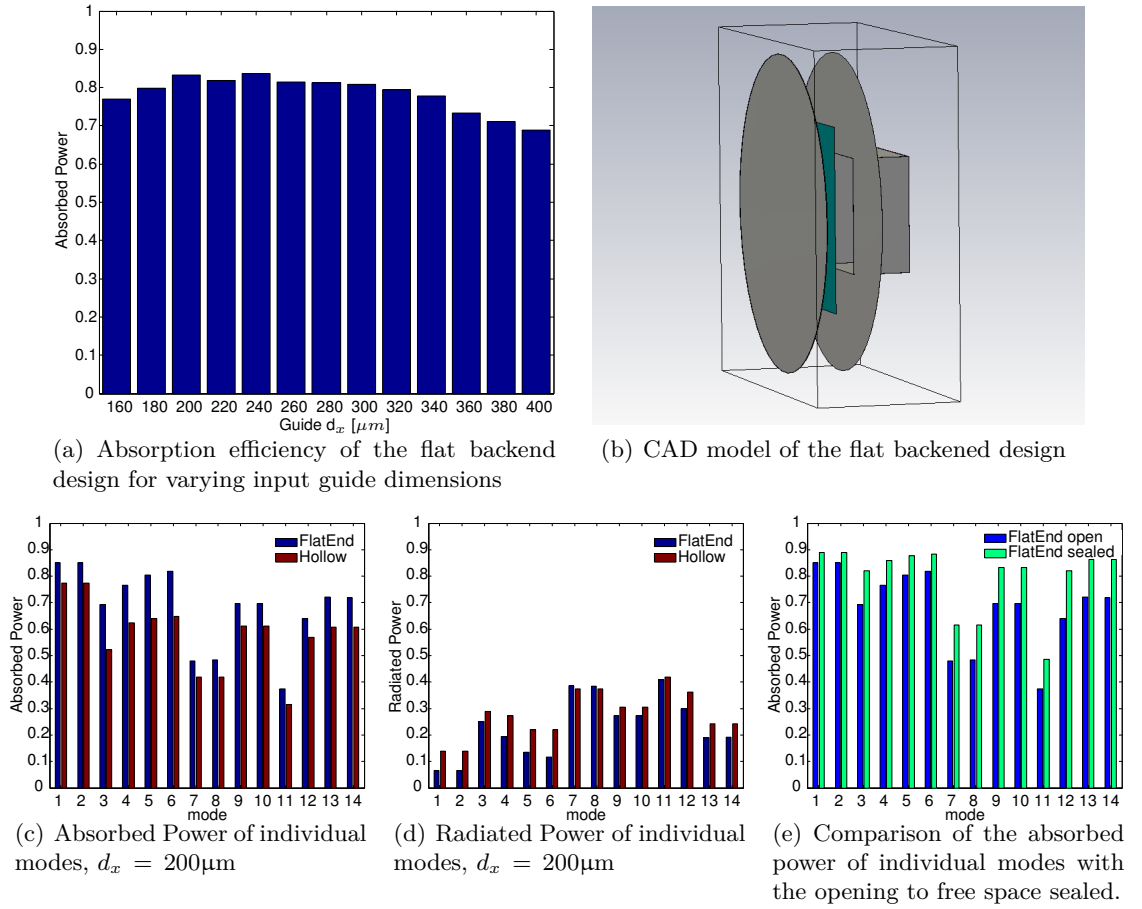 1
0.9
0.8
0.7
0.6
0.5
0.4
0.3
0.2
0.1
0
Absorbed Power
160 180 200 220 240 260 280 300 320 340 360 380 400
Guide dₓ [μm]
(a) Absorption efficiency of the flat backend
design for varying input guide dimensions
(b) CAD model of the flat backened design
1
0.9
0.8
0.7
0.6
0.5
0.4
0.3
0.2
0.1
0
Absorbed Power
FlatEnd
Hollow
1 2 3 4 5 6 7 8 9 10 11 12 13 14
mode
(c) Absorbed Power of individual
modes, dₓ = 200μm
1
0.9
0.8
0.7
0.6
0.5
0.4
0.3
0.2
0.1
0
Radiated Power
FlatEnd
Hollow
1 2 3 4 5 6 7 8 9 10 11 12 13 14
mode
(d) Radiated Power of individual
modes, dₓ = 200μm
1
0.9
0.8
0.7
0.6
0.5
0.4
0.3
0.2
0.1
0
Absorbed Power
FlatEnd open
FlatEnd sealed
1 2 3 4 5 6 7 8 9 10 11 12 13 14
mode
(e) Comparison of the absorbed
power of individual modes with
the opening to free space sealed.